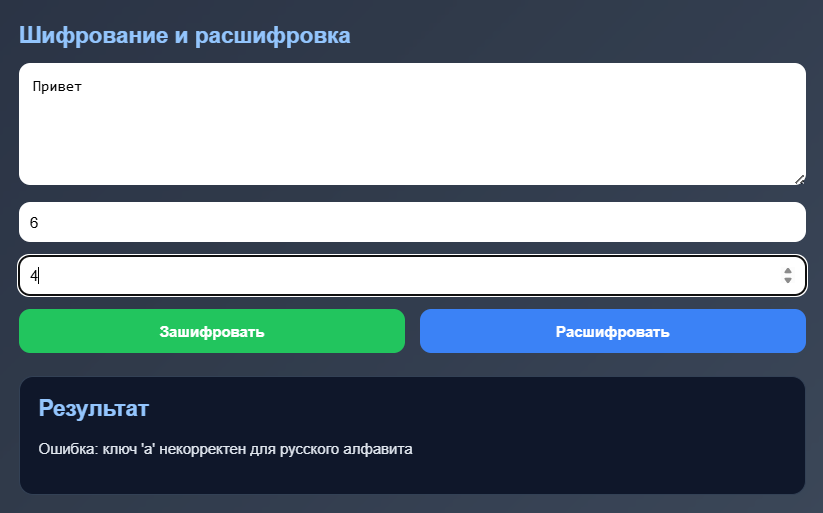 Шифрование и расшифровка
Привет
6
4
Зашифровать
Расшифровать
Результат
Ошибка: ключ 'a' некорректен для русского алфавита